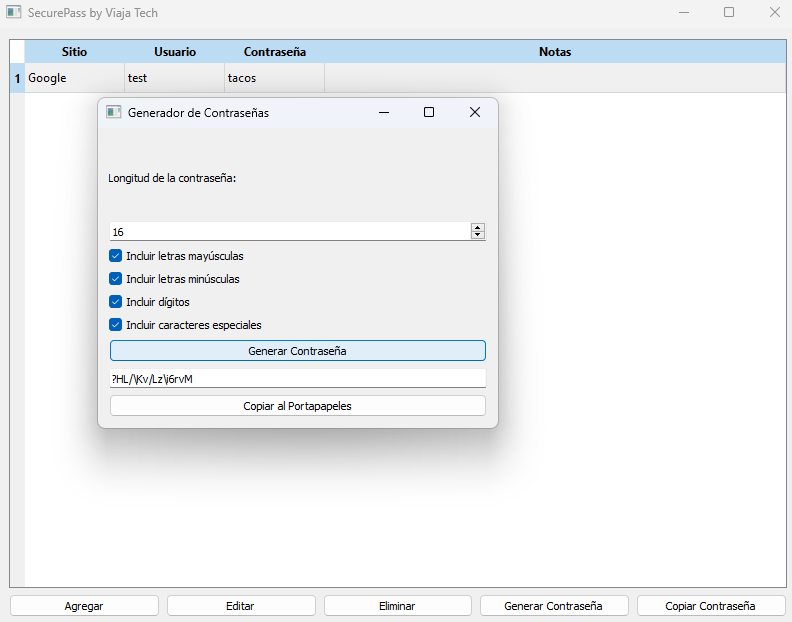 SecurePass by Viaja Tech
Sitio Usuario Contraseña Notas
1 Google test tacos
Generador de Contraseñas
Longitud de la contraseña:
16
Incluir letras mayúsculas
Incluir letras minúsculas
Incluir dígitos
Incluir caracteres especiales
Generar Contraseña
?HL/\Kv/Lz\i6rvM
Copiar al Portapapeles
Agregar Editar Eliminar Generar Contraseña Copiar Contraseña